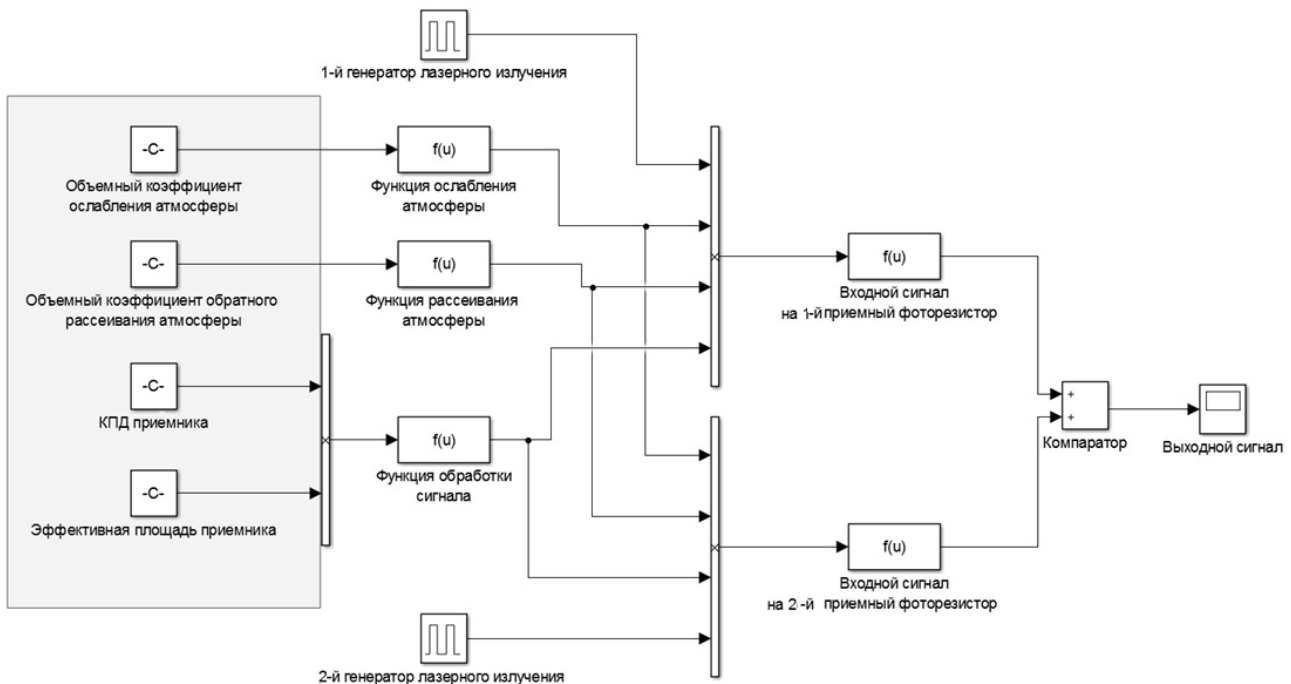 1-й генератор лазерного излучения
-C-
f(u)
Объемный коэффициент
ослабления атмосферы
Функция ослабления
атмосферы
-C-
f(u)
Объемный коэффициент обратного
рассеивания атмосферы
Функция рассеивания
атмосферы
f(u)
Входной сигнал
на 1-й приемный фоторезистор
-C-
КПД приемника
f(u)
Функция обработки
сигнала
+
+
Компаратор
Выходной сигнал
-C-
Эффективная площадь приемника
f(u)
Входной сигнал
на 2 -й приемный фоторезистор
2-й генератор лазерного излучения